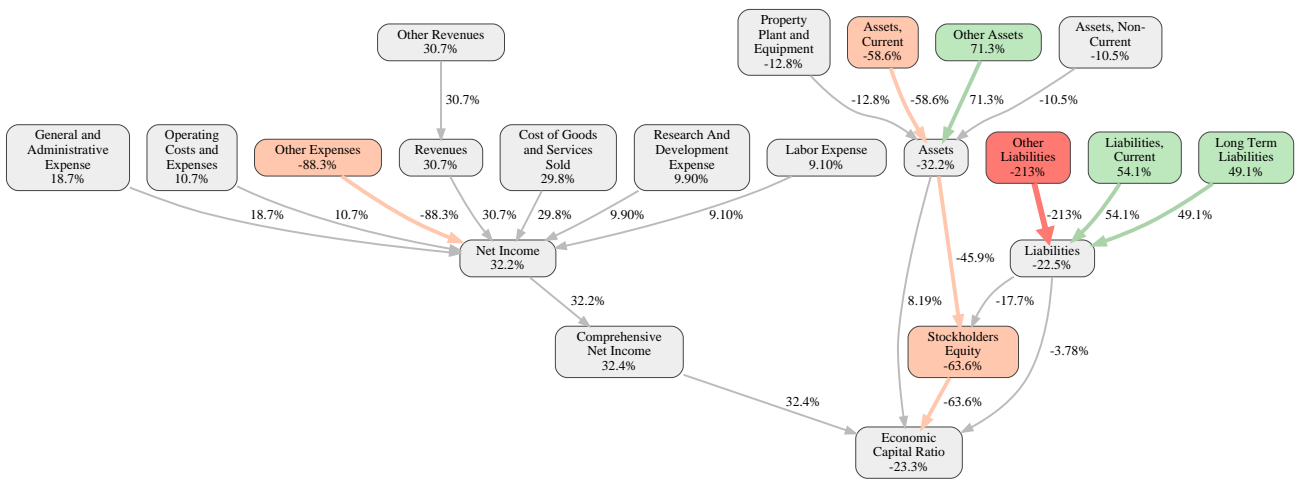 Other Revenues
30.7%
Property
Plant and
Equipment
-12.8%
Assets,
Current
-58.6%
Other Assets
71.3%
Assets, Non-
Current
-10.5%
30.7%
-12.8%
-58.6%
71.3%
-10.5%
General and
Administrative
Expense
18.7%
Operating
Costs and
Expenses
10.7%
Other Expenses
-88.3%
Revenues
30.7%
Cost of Goods
and Services
Sold
29.8%
Research And
Development
Expense
9.90%
Labor Expense
9.10%
Assets
-32.2%
Other
Liabilities
-213%
Liabilities,
Current
54.1%
Long Term
Liabilities
49.1%
18.7%
10.7%
-88.3%
30.7%
29.8%
9.90%
9.10%
-213%
54.1%
49.1%
Net Income
32.2%
-45.9%
Liabilities
-22.5%
32.2%
8.19%
-17.7%
Comprehensive
Net Income
32.4%
Stockholders
Equity
-63.6%
-3.78%
32.4%
-63.6%
Economic
Capital Ratio
-23.3%